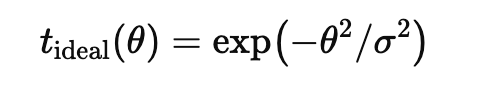 t_ideal(θ) = exp(−θ²/σ²)